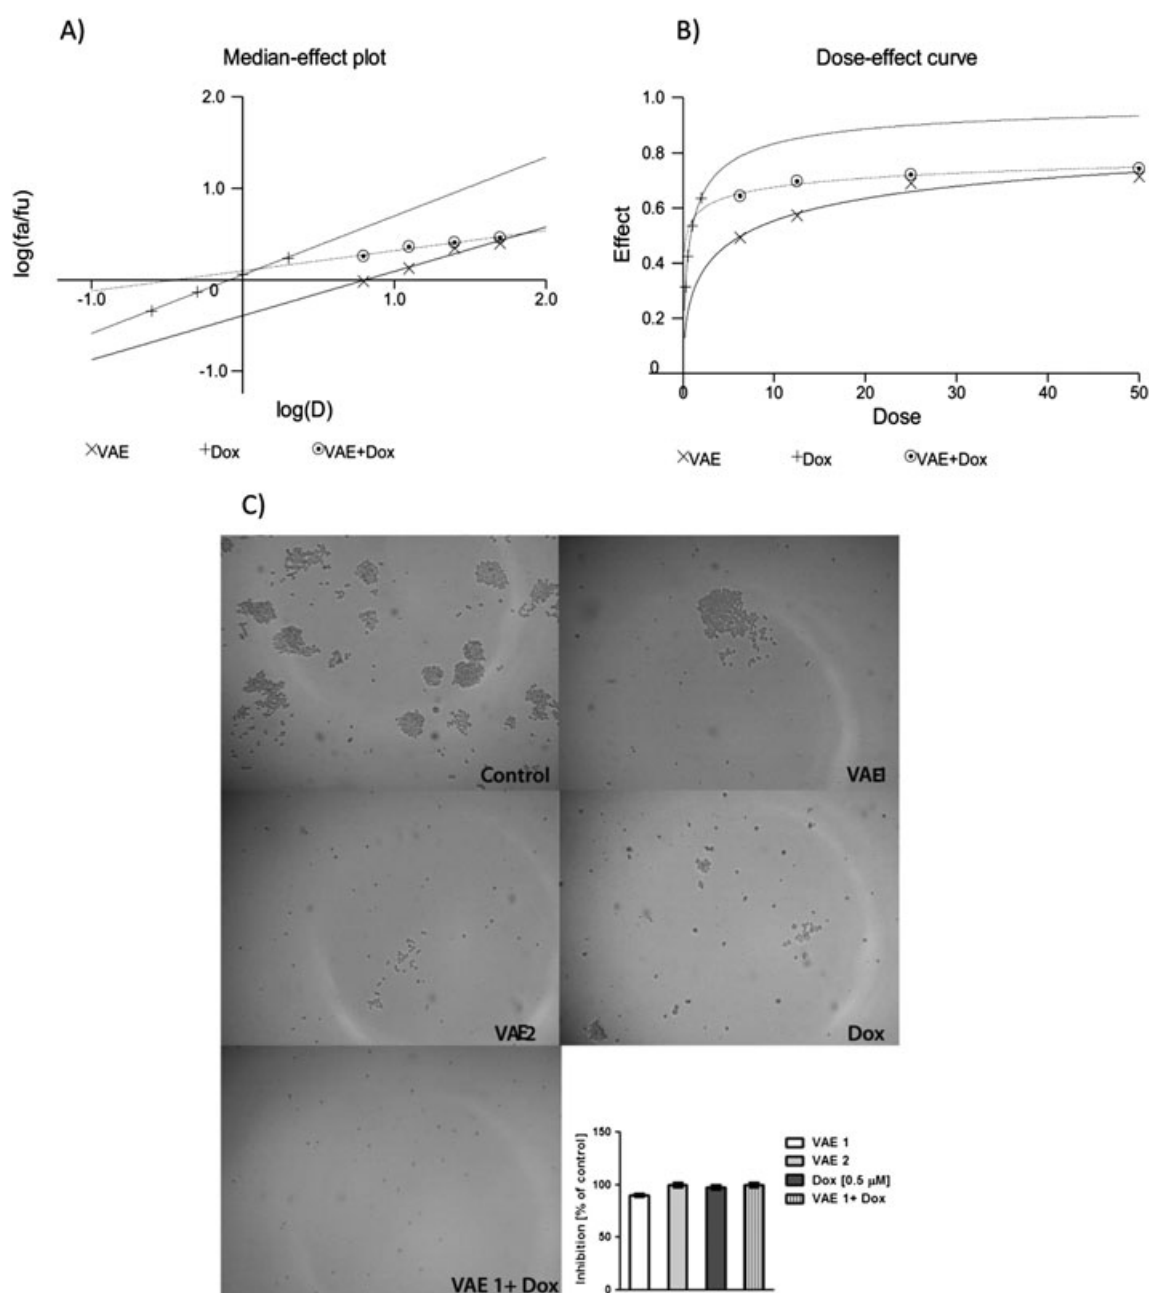 A)
Median-effect plot
2.0
1.0
log(fa/fu)
-1.0
0
1.0
2.0
-1.0
log(D)
VAE
Dox
VAE+Dox
B)
Dose-effect curve
1.0
0.8
0.6
Effect
0.4
0.2
0
0
10
20
30
40
50
Dose
VAE
Dox
VAE+Dox
C)
Control
VAE1
VAE2
Dox
VAE 1+ Dox
Inhibition [% of control]
150
100
50
0
VAE 1
VAE 2
Dox [0.5 μM]
VAE 1+ Dox